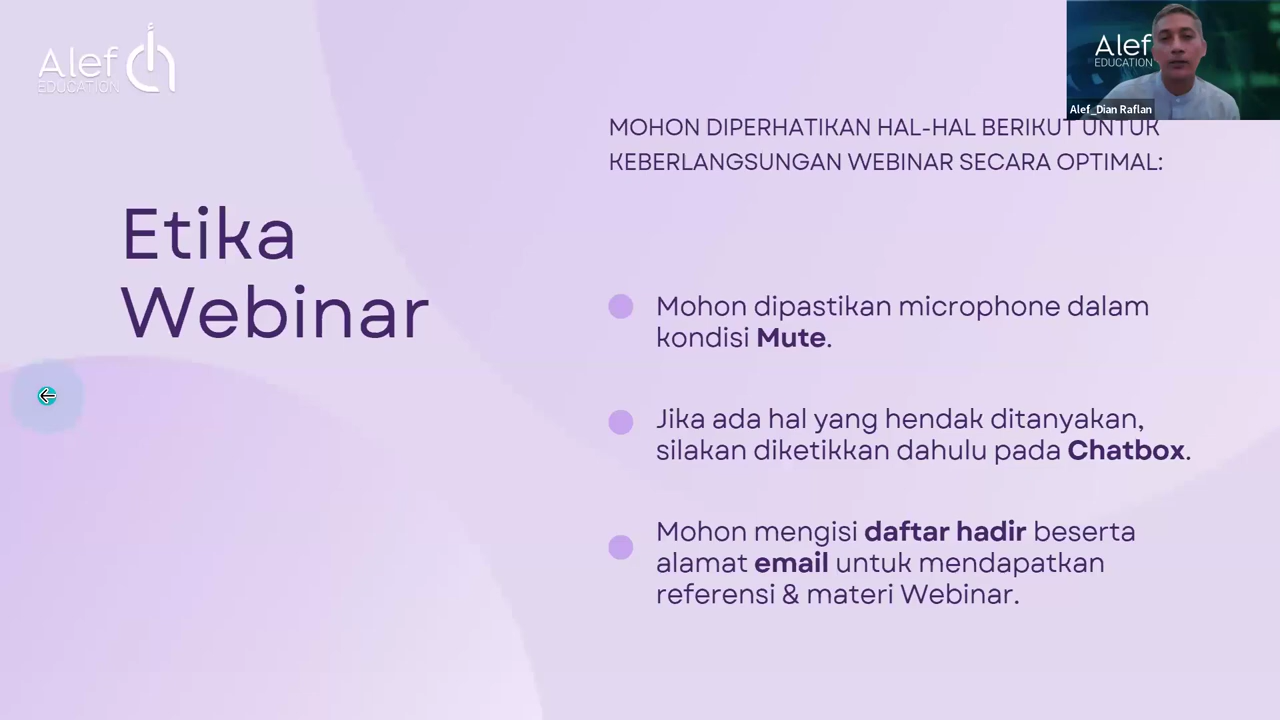 Alef
EDUCATION
Alef
EDUCATION
Alef_Dian Raflan
MOHON DIPERHATIKAN HAL-HAL BERIKUT UNTUK
KEBERLANGSUNGAN WEBINAR SECARA OPTIMAL:
Etika
Webinar
Mohon dipastikan microphone dalam
kondisi Mute.
Jika ada hal yang hendak ditanyakan,
silakan diketikkan dahulu pada Chatbox.
Mohon mengisi daftar hadir beserta
alamat email untuk mendapatkan
referensi & materi Webinar.